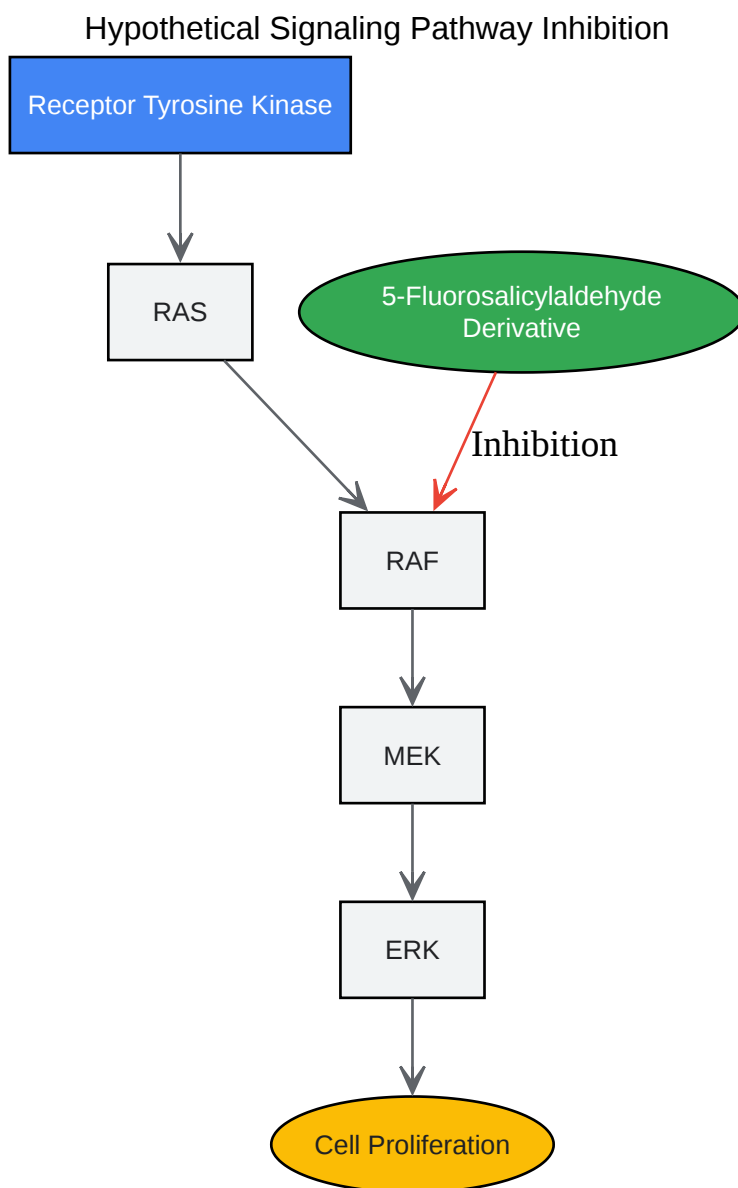 Hypothetical Signaling Pathway Inhibition
Receptor Tyrosine Kinase
RAS
5-Fluorosalicylaldehyde
Derivative
Inhibition
RAF
MEK
ERK
Cell Proliferation